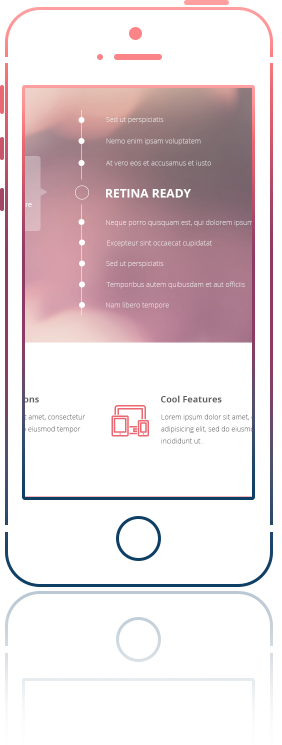 Sed ut perspiciatis
Nemo enim ipsam voluptatem
At vero eos et accusamus et iusto
RETINA READY
Neque porro quisquam est, qui dolorem ipsum
Excepteur sint occaecat cupidatat
Sed ut perspiciatis
Temporibus autem quibusdam et aut officiis
Nam libero tempore
ons
t amet, consectetur
eiusmod tempor
Cool Features
Lorem ipsum dolor sit amet,
adipisicing elit, sed do eiusmo
incididunt ut